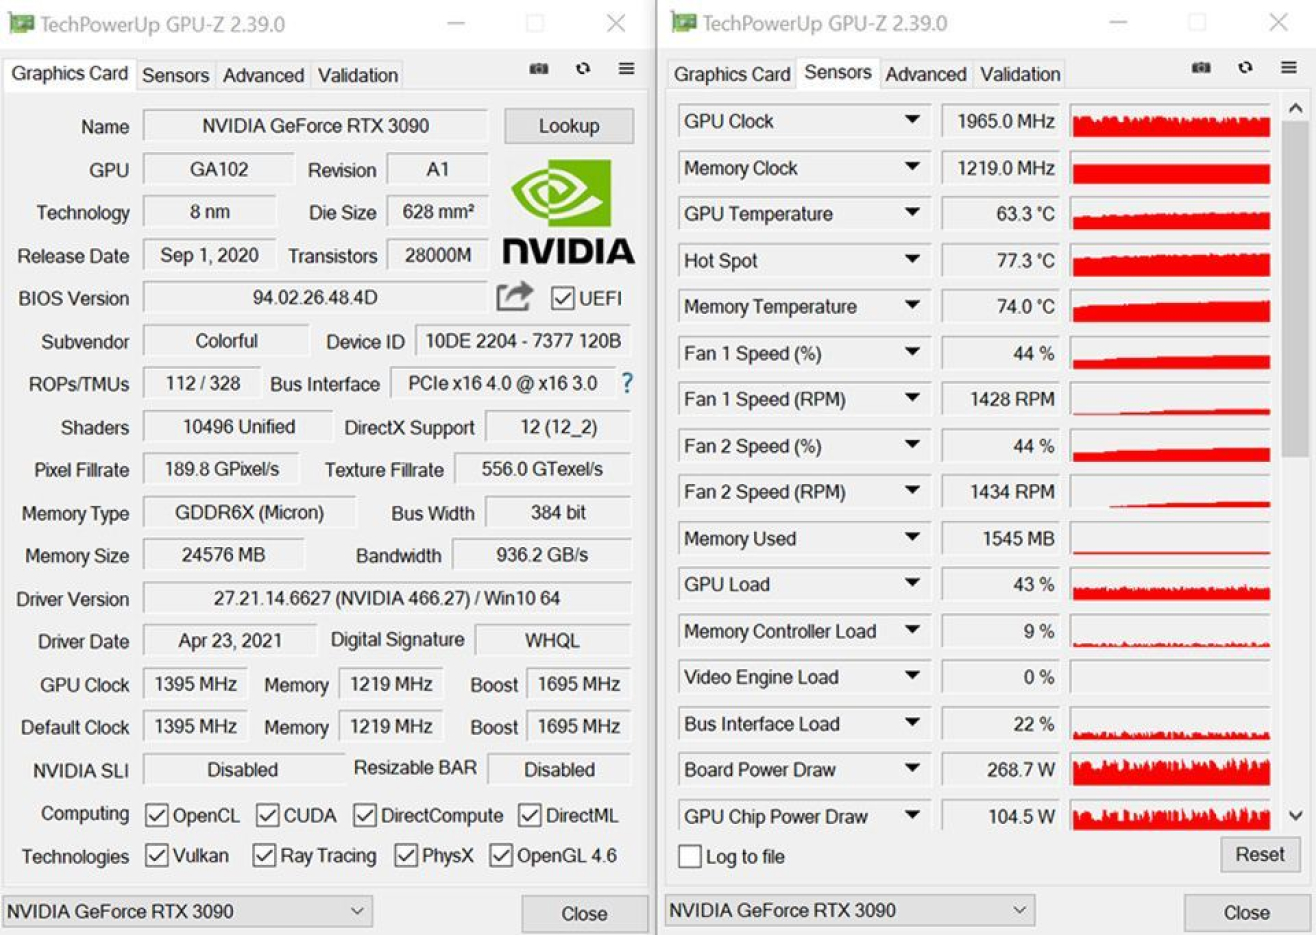 TechPowerUp GPU-Z 2.39.0
Graphics Card Sensors Advanced Validation
Name NVIDIA GeForce RTX 3090 Lookup
GPU GA102 Revision A1
Technology 8 nm Die Size 628 mm²
Release Date Sep 1, 2020 Transistors 28000M
NVIDIA
BIOS Version 94.02.26.48.4D UEFI
Subvendor Colorful Device ID 10DE 2204 - 7377 120B
ROPs/TMUs 112 / 328 Bus Interface PCIe x16 4.0 @ x16 3.0 ?
Shaders 10496 Unified DirectX Support 12 (12_2)
Pixel Fillrate 189.8 GPixel/s Texture Fillrate 556.0 GTexel/s
Memory Type GDDR6X (Micron) Bus Width 384 bit
Memory Size 24576 MB Bandwidth 936.2 GB/s
Driver Version 27.21.14.6627 (NVIDIA 466.27) / Win10 64
Driver Date Apr 23, 2021 Digital Signature WHQL
GPU Clock 1395 MHz Memory 1219 MHz Boost 1695 MHz
Default Clock 1395 MHz Memory 1219 MHz Boost 1695 MHz
NVIDIA SLI Disabled Resizable BAR Disabled
Computing OpenCL CUDA DirectCompute DirectML
Technologies Vulkan Ray Tracing PhysX OpenGL 4.6
NVIDIA GeForce RTX 3090 Close
TechPowerUp GPU-Z 2.39.0
Graphics Card Sensors Advanced Validation
GPU Clock 1965.0 MHz
Memory Clock 1219.0 MHz
GPU Temperature 63.3 °C
Hot Spot 77.3 °C
Memory Temperature 74.0 °C
Fan 1 Speed (%) 44 %
Fan 1 Speed (RPM) 1428 RPM
Fan 2 Speed (%) 44 %
Fan 2 Speed (RPM) 1434 RPM
Memory Used 1545 MB
GPU Load 43 %
Memory Controller Load 9 %
Video Engine Load 0 %
Bus Interface Load 22 %
Board Power Draw 268.7 W
GPU Chip Power Draw 104.5 W
Log to file Reset
NVIDIA GeForce RTX 3090 Close